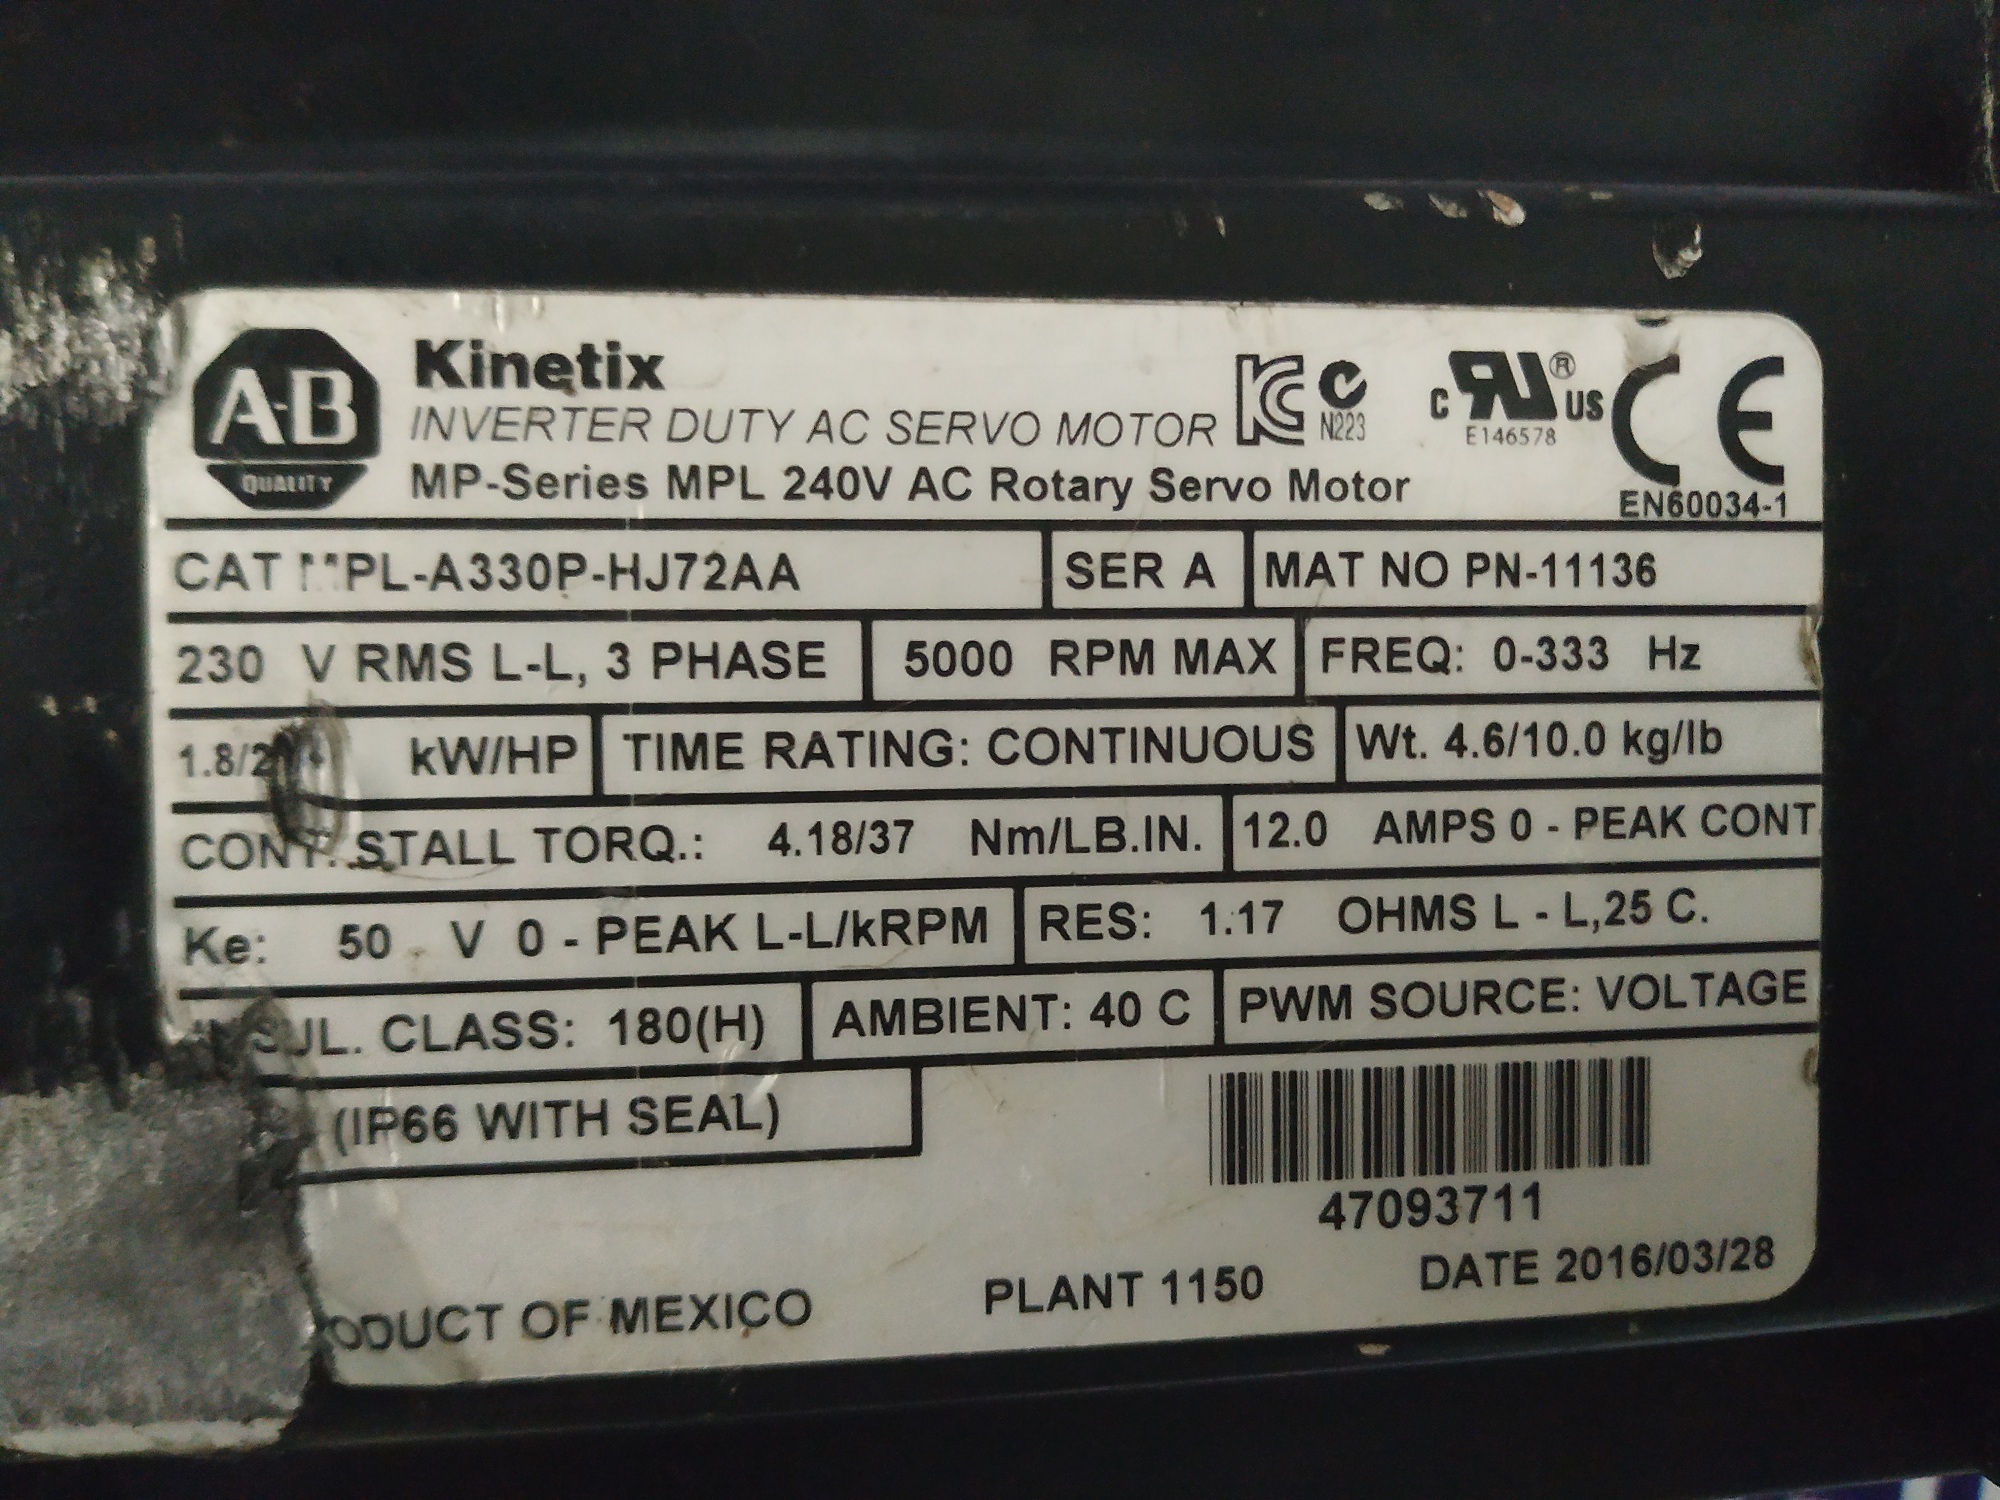 A-B
QUALITY
Kinetix
INVERTER DUTY AC SERVO MOTOR
MP-Series MPL 240V AC Rotary Servo Motor
N223
C US ®
E146578
CE
EN60034-1
CAT PL-A330P-HJ72AA SER A MAT NO PN-11136
230 V RMS L-L, 3 PHASE 5000 RPM MAX FREQ: 0-333 Hz
kW/HP TIME RATING: CONTINUOUS Wt. 4.6/10.0 kg/lb
CONT. STALL TORQ.: 4.18/37 Nm/LB.IN. 12.0 AMPS 0 - PEAK CONT
Ke: 50 V 0 - PEAK L-L/kRPM RES: 1.17 OHMS L - L,25 C.
CLASS: 180(H) AMBIENT: 40 C PWM SOURCE: VOLTAGE
(IP66 WITH SEAL)
47093711
OF MEXICO PLANT 1150 DATE 2016/03/28